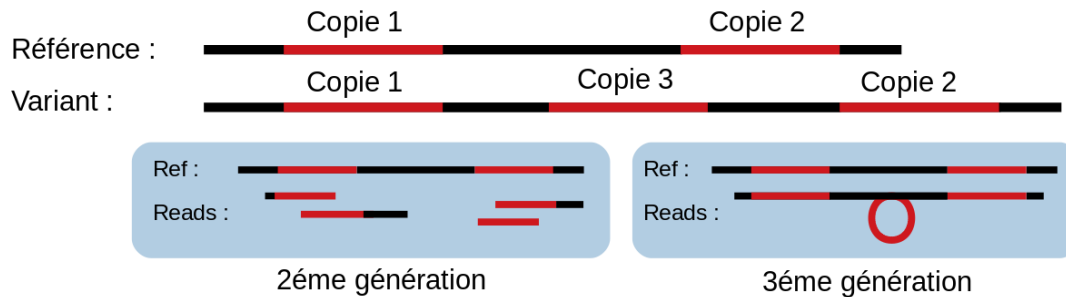 Copie 1 Copie 2
Référence :
Copie 1 Copie 3 Copie 2
Variant :
Ref : Ref :
Reads : Reads :
2éme génération 3éme génération